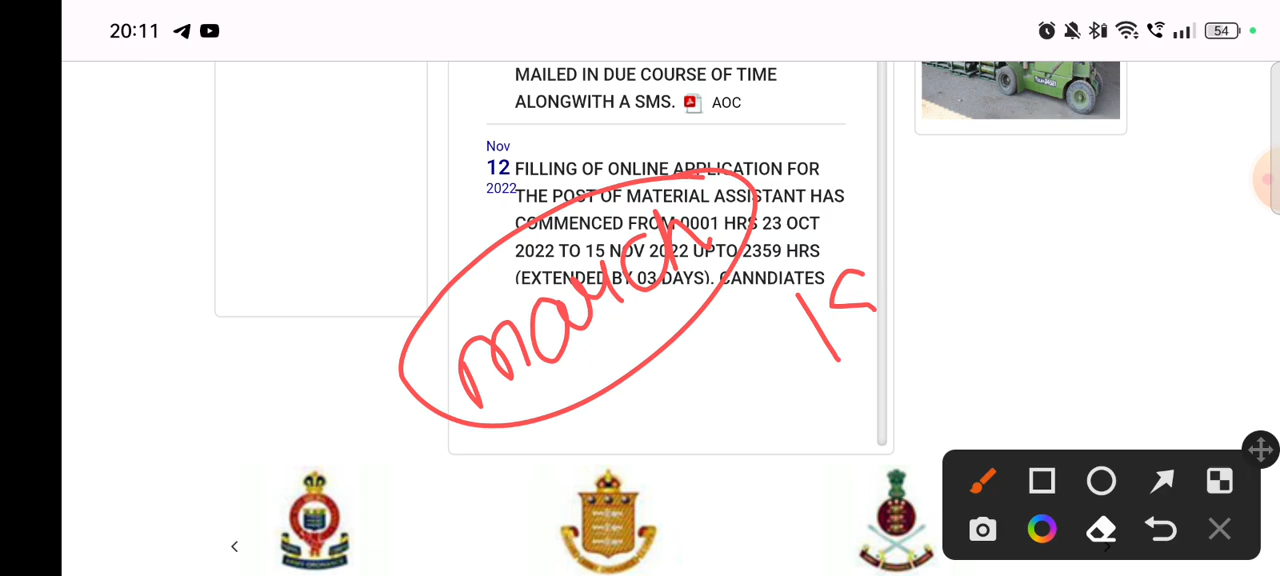 20:11
54
MAILED IN DUE COURSE OF TIME
ALONGWITH A SMS. AOC
Nov
12
2022
FILLING OF ONLINE APPLICATION FOR
THE POST OF MATERIAL ASSISTANT HAS
COMMENCED FROM 0001 HRS 23 OCT
2022 TO 15 NOV 2022 UPTO 2359 HRS
(EXTENDED BY 03 DAYS). CANNDIATES
march